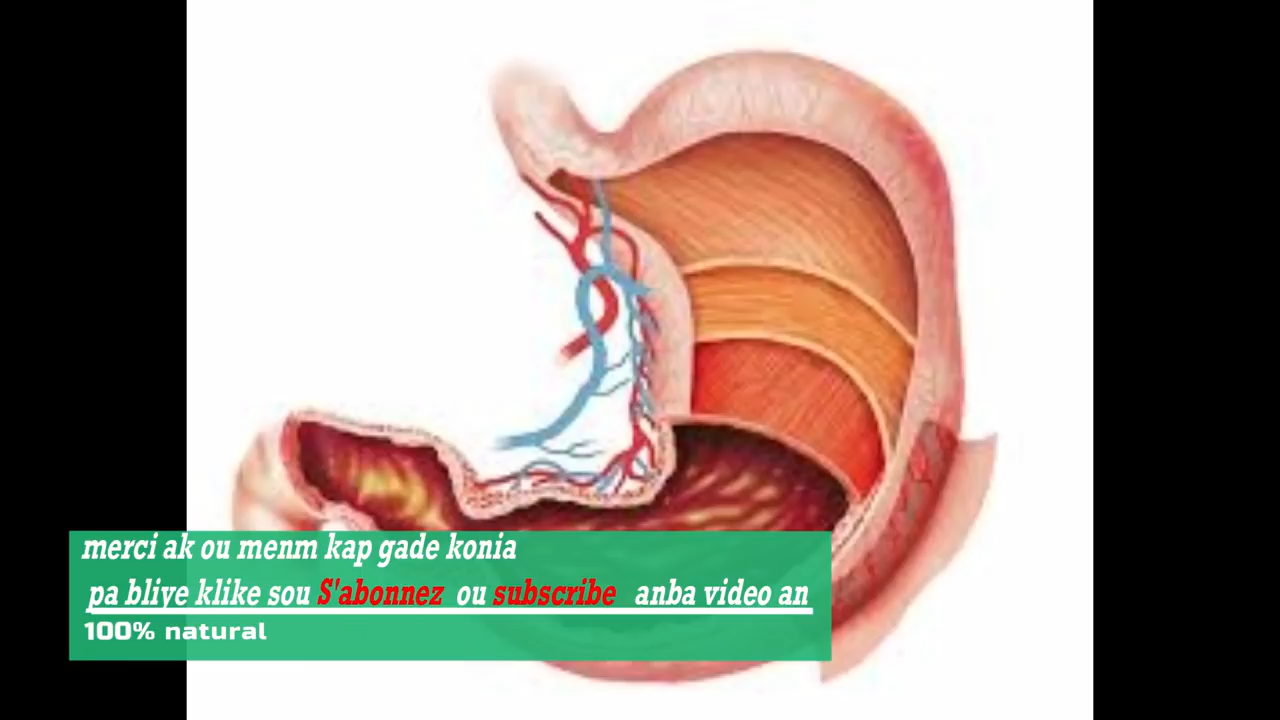 merci ak ou menm kap gade konia
pa bliye klike sou S'abonnez ou subscribe anba video an
100% natural